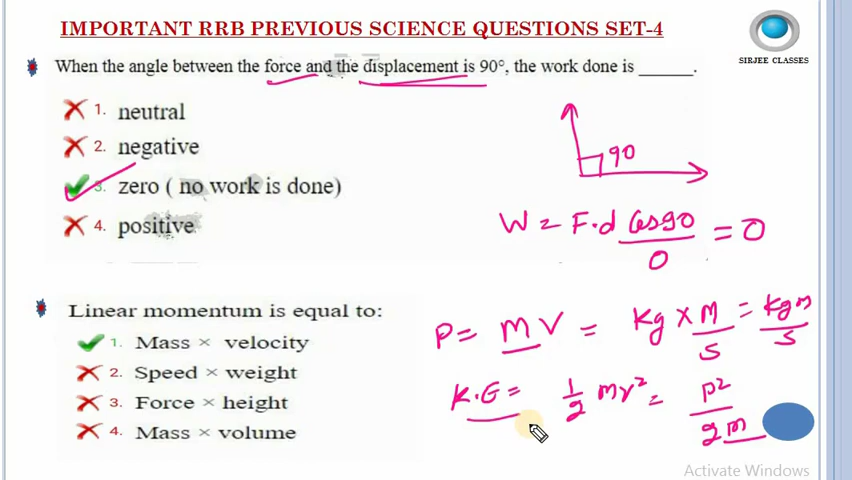 IMPORTANT RRB PREVIOUS SCIENCE QUESTIONS SET-4
SIRJEE CLASSES
When the angle between the force and the displacement is 90°, the work done is ______.
1. neutral
2. negative
3. zero ( no work is done)
4. positive
90
W = F.d Cos90/0 = 0
Linear momentum is equal to:
1. Mass × velocity
2. Speed × weight
3. Force × height
4. Mass × volume
P = mV = Kg × M/S = kgm/S
K.E = 1/2 mv² = P²/2m
Activate Windows